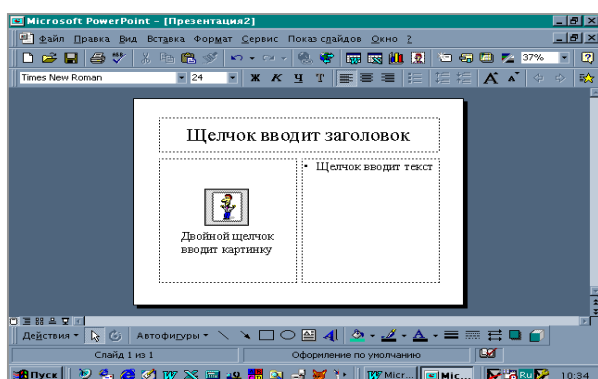 Microsoft PowerPoint - [Презентация2]
Файл Правка Вид Вставка Формат Сервис Показ слайдов Окно ?
37%
Times New Roman 24 Ж К Ч Т A A
Щелчок вводит заголовок
• Щелчок вводит текст
Двойной щелчок
вводит картинку
Действия Автофигуры
Слайд 1 из 1 Оформление по умолчанию
Пуск Micr... Mic... Ru 10:34